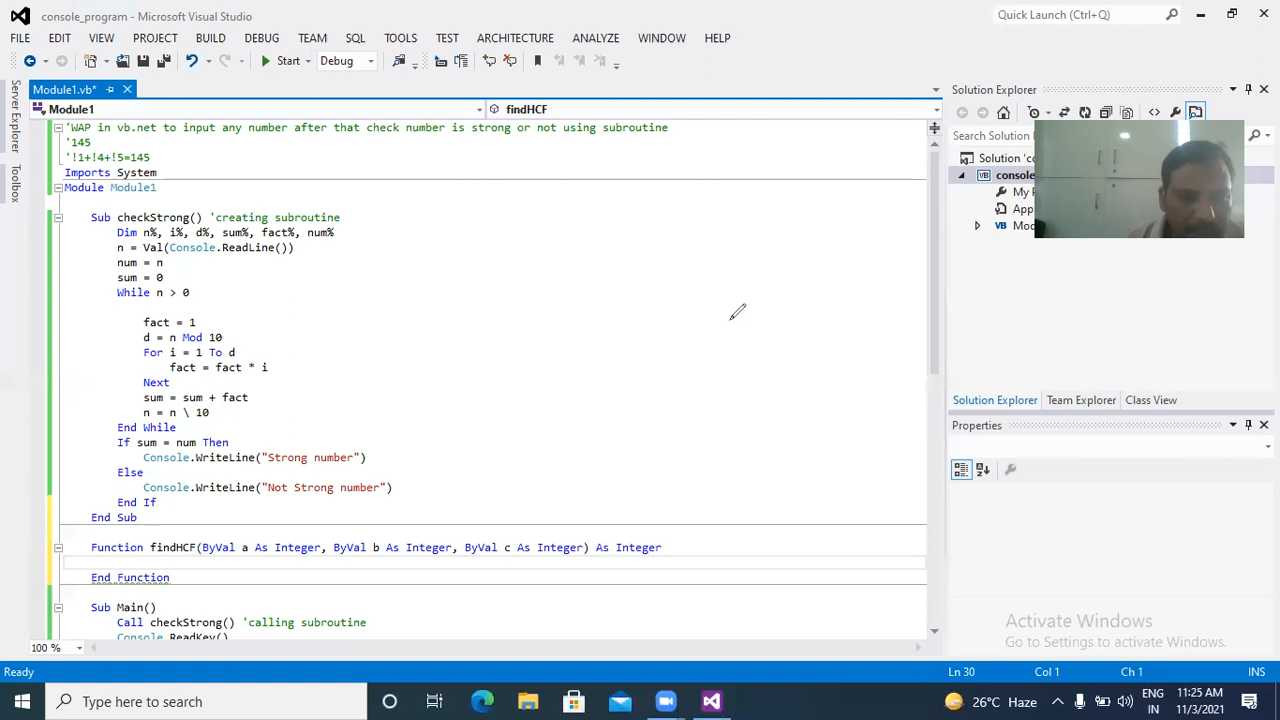 console_program - Microsoft Visual Studio
Quick Launch (Ctrl+Q)
FILE EDIT VIEW PROJECT BUILD DEBUG TEAM SQL TOOLS TEST ARCHITECTURE ANALYZE WINDOW HELP
Start Debug
Server Explorer
Toolbox
Module1.vb*
Module1
findHCF
'WAP in vb.net to input any number after that check number is strong or not using subroutine
'145
'!1+!4+!5=145
Imports System
Module Module1
Sub checkStrong() 'creating subroutine
Dim n%, i%, d%, sum%, fact%, num%
n = Val(Console.ReadLine())
num = n
sum = 0
While n > 0
fact = 1
d = n Mod 10
For i = 1 To d
fact = fact * i
Next
sum = sum + fact
n = n \ 10
End While
If sum = num Then
Console.WriteLine("Strong number")
Else
Console.WriteLine("Not Strong number")
End If
End Sub
Function findHCF(ByVal a As Integer, ByVal b As Integer, ByVal c As Integer) As Integer
End Function
Sub Main()
Call checkStrong() 'calling subroutine
Console.ReadKey()
100 %
Solution Explorer
Search Solution
Solution 'co
console
My P
App
Mod
Solution Explorer Team Explorer Class View
Properties
Activate Windows
Go to Settings to activate Windows.
Ready
Ln 30 Col 1 Ch 1 INS
Type here to search
26°C Haze
ENG
IN
11:25 AM
11/3/2021